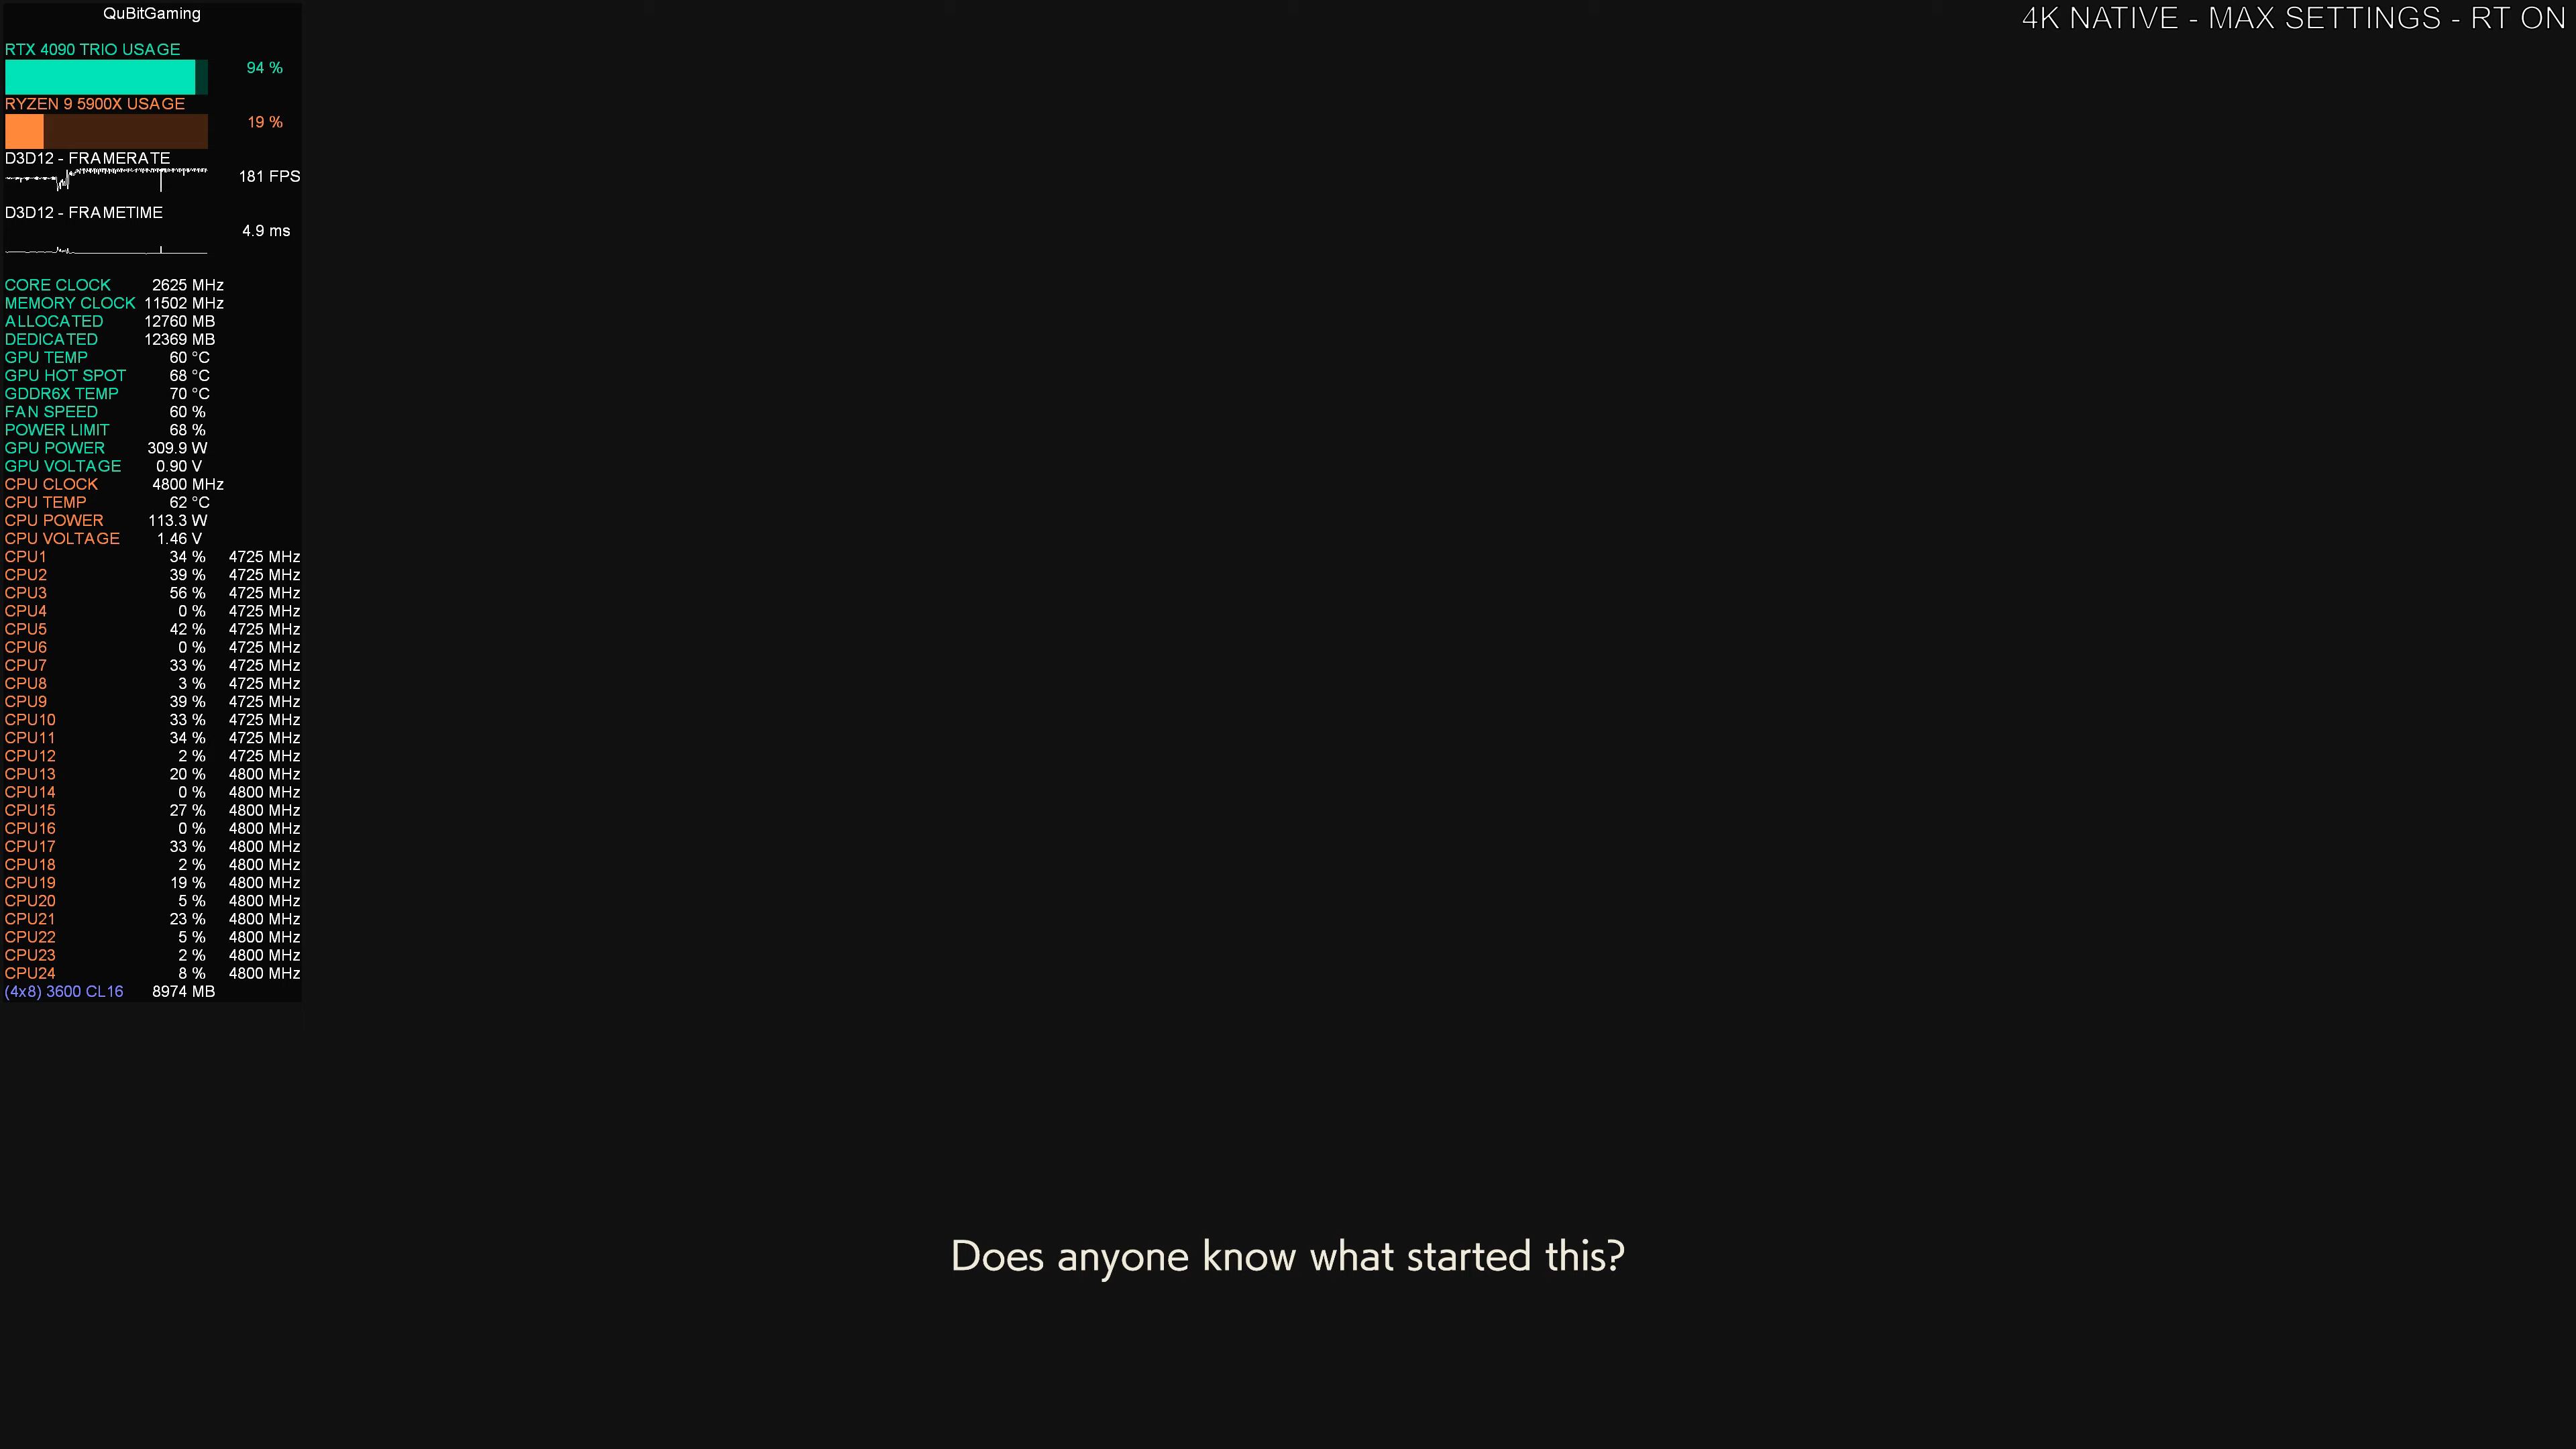 QuBitGaming
4K NATIVE - MAX SETTINGS - RT ON
RTX 4090 TRIO USAGE
94 %
RYZEN 9 5900X USAGE
19 %
D3D12 - FRAMERATE
181 FPS
D3D12 - FRAMETIME
4.9 ms
CORE CLOCK 2625 MHz
MEMORY CLOCK 11502 MHz
ALLOCATED 12760 MB
DEDICATED 12369 MB
GPU TEMP 60 °C
GPU HOT SPOT 68 °C
GDDR6X TEMP 70 °C
FAN SPEED 60 %
POWER LIMIT 68 %
GPU POWER 309.9 W
GPU VOLTAGE 0.90 V
CPU CLOCK 4800 MHz
CPU TEMP 62 °C
CPU POWER 113.3 W
CPU VOLTAGE 1.46 V
CPU1 34 % 4725 MHz
CPU2 39 % 4725 MHz
CPU3 56 % 4725 MHz
CPU4 0 % 4725 MHz
CPU5 42 % 4725 MHz
CPU6 0 % 4725 MHz
CPU7 33 % 4725 MHz
CPU8 3 % 4725 MHz
CPU9 39 % 4725 MHz
CPU10 33 % 4725 MHz
CPU11 34 % 4725 MHz
CPU12 2 % 4725 MHz
CPU13 20 % 4800 MHz
CPU14 0 % 4800 MHz
CPU15 27 % 4800 MHz
CPU16 0 % 4800 MHz
CPU17 33 % 4800 MHz
CPU18 2 % 4800 MHz
CPU19 19 % 4800 MHz
CPU20 5 % 4800 MHz
CPU21 23 % 4800 MHz
CPU22 5 % 4800 MHz
CPU23 2 % 4800 MHz
CPU24 8 % 4800 MHz
(4x8) 3600 CL16 8974 MB
Does anyone know what started this?